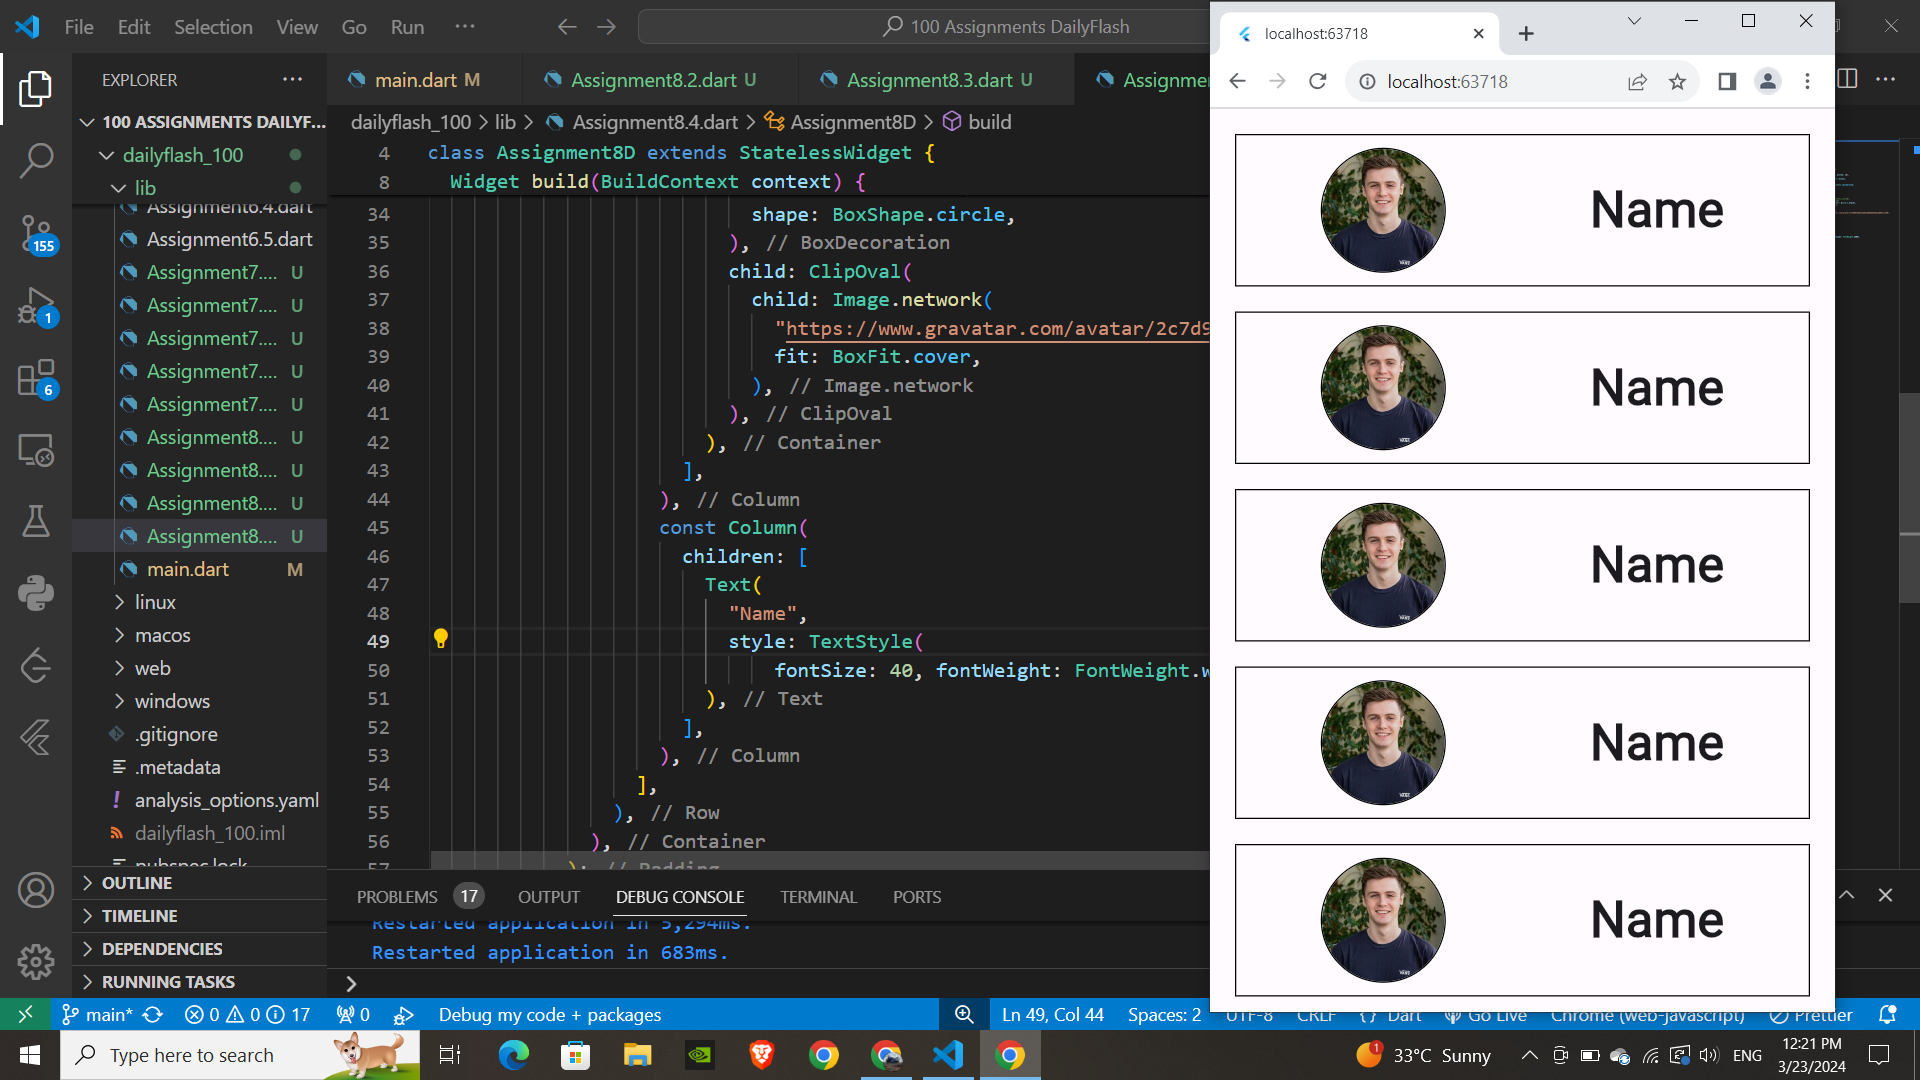 File Edit Selection View Go Run ···
100 Assignments DailyFlash
EXPLORER
100 ASSIGNMENTS DAILYF...
dailyflash_100
lib
Assignment6.4.dart
Assignment6.5.dart
Assignment7.... U
Assignment7.... U
Assignment7.... U
Assignment7.... U
Assignment7.... U
Assignment8.... U
Assignment8.... U
Assignment8.... U
Assignment8.... U
main.dart M
linux
macos
web
windows
.gitignore
.metadata
analysis_options.yaml
dailyflash_100.iml
pubspec.lock
OUTLINE
TIMELINE
DEPENDENCIES
RUNNING TASKS
155
1
6
main.dart M
Assignment8.2.dart U
Assignment8.3.dart U
Assignme
dailyflash_100 > lib > Assignment8.4.dart > Assignment8D > build
4 class Assignment8D extends StatelessWidget {
8 Widget build(BuildContext context) {
34 shape: BoxShape.circle,
35 ), // BoxDecoration
36 child: ClipOval(
37 child: Image.network(
38 "https://www.gravatar.com/avatar/2c7d9
39 fit: BoxFit.cover,
40 ), // Image.network
41 ), // ClipOval
42 ), // Container
43 ],
44 ), // Column
45 const Column(
46 children: [
47 Text(
48 "Name",
49 style: TextStyle(
50 fontSize: 40, fontWeight: FontWeight.w
51 ), // Text
52 ],
53 ), // Column
54 ],
55 ), // Row
56 ), // Container
57 ); // Padding
PROBLEMS 17 OUTPUT DEBUG CONSOLE TERMINAL PORTS
Restarted application in 5,294ms.
Restarted application in 683ms.
>
localhost:63718
localhost:63718
Name
Name
Name
Name
Name
main* 0 0 17 0 Debug my code + packages
Ln 49, Col 44 Spaces: 2 UTF-8 CRLF {} Dart Go Live Chrome (web-javascript) Prettier
Type here to search
1
33°C Sunny
ENG
12:21 PM
3/23/2024